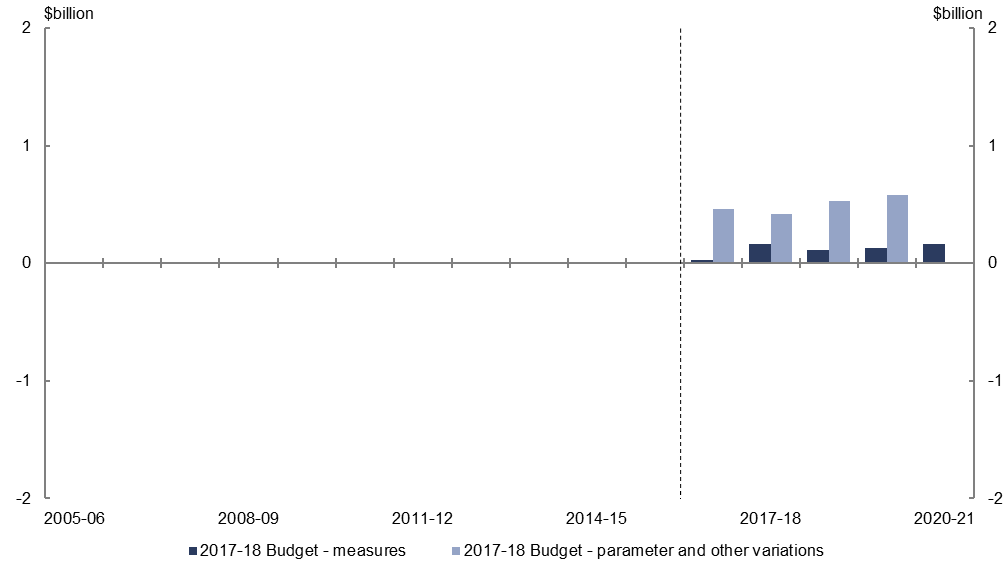 $billion $billion
2 2
1 1
0 0
-1 -1
-2 -2
2005-06 2008-09 2011-12 2014-15 2017-18 2020-21
2017-18 Budget - measures 2017-18 Budget - parameter and other variations